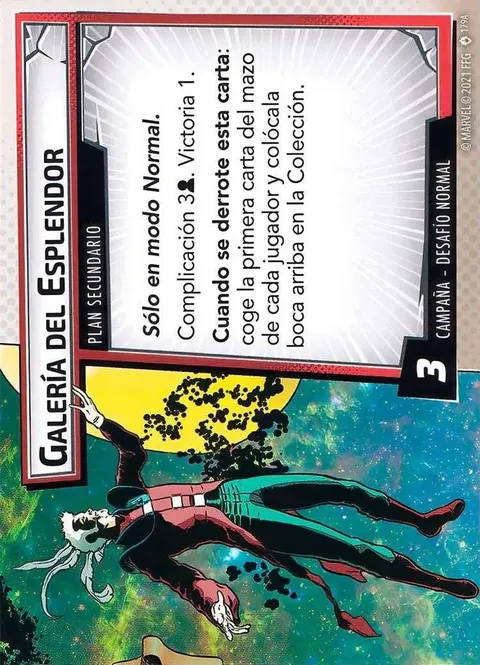 GALERÍA DEL ESPLENDOR
PLAN SECUNDARIO
Sólo en modo Normal.
Complicación 3. Victoria 1.
Cuando se derrote esta carta:
coge la primera carta del mazo
de cada jugador y colócala
boca arriba en la Colección.
3
CAMPAÑA – DESAFÍO NORMAL
© MARVEL © 2021 FFG 179A